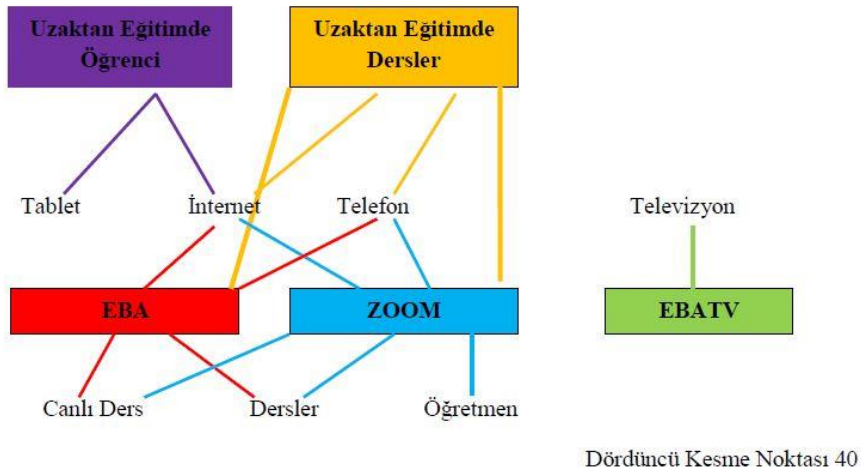 Uzaktan Eğitimde
Öğrenci
Uzaktan Eğitimde
Dersler
Tablet
İnternet
Telefon
Televizyon
EBA
ZOOM
EBATV
Canlı Ders
Dersler
Öğretmen
Dördüncü Kesme Noktası 40